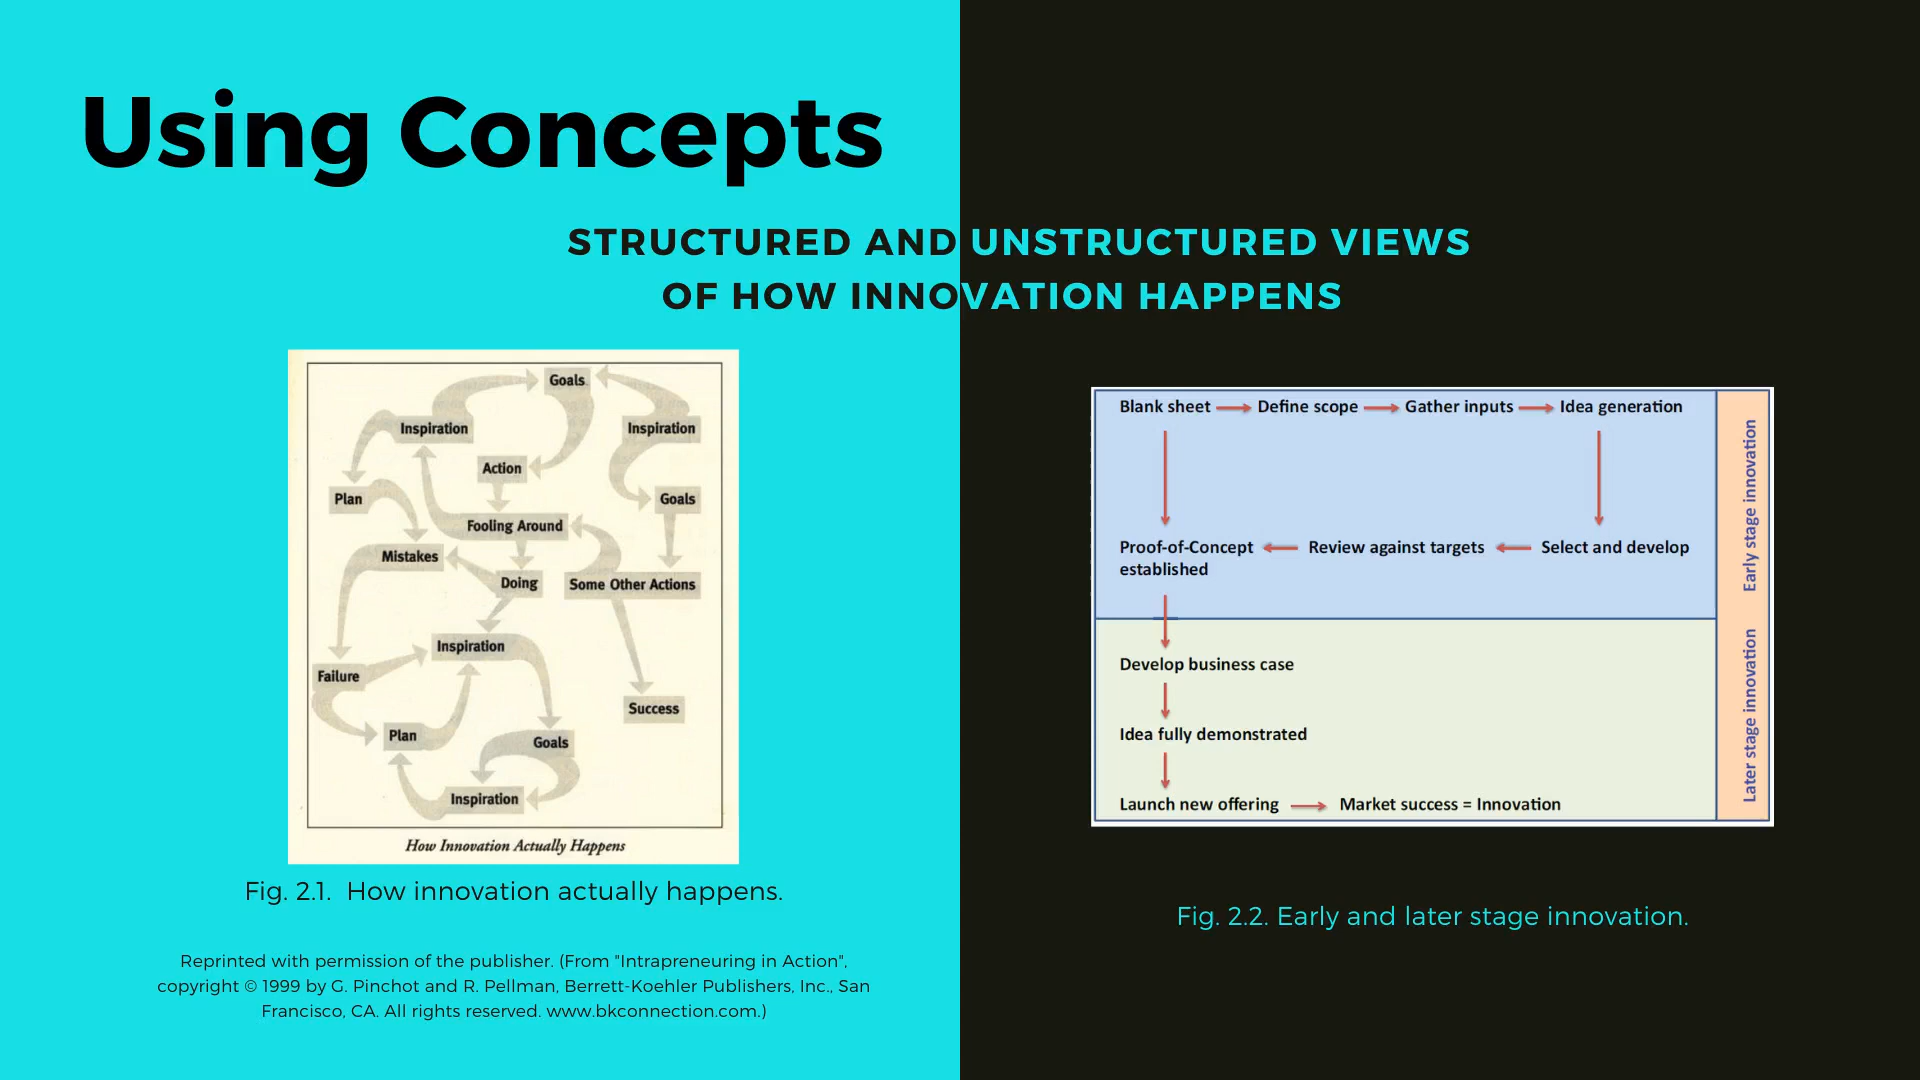 Using Concepts
STRUCTURED AND UNSTRUCTURED VIEWS
OF HOW INNOVATION HAPPENS
Goals
Inspiration
Inspiration
Action
Plan
Goals
Fooling Around
Mistakes
Doing
Some Other Actions
Inspiration
Failure
Success
Plan
Goals
Inspiration
How Innovation Actually Happens
Fig. 2.1.  How innovation actually happens.
Reprinted with permission of the publisher. (From "Intrapreneuring in Action",
copyright © 1999 by G. Pinchot and R. Pellman, Berrett-Koehler Publishers, Inc., San
Francisco, CA. All rights reserved. www.bkconnection.com.)
Blank sheet
Define scope
Gather inputs
Idea generation
Proof-of-Concept
established
Review against targets
Select and develop
Early stage innovation
Develop business case
Idea fully demonstrated
Launch new offering
Market success = Innovation
Later stage innovation
Fig. 2.2. Early and later stage innovation.